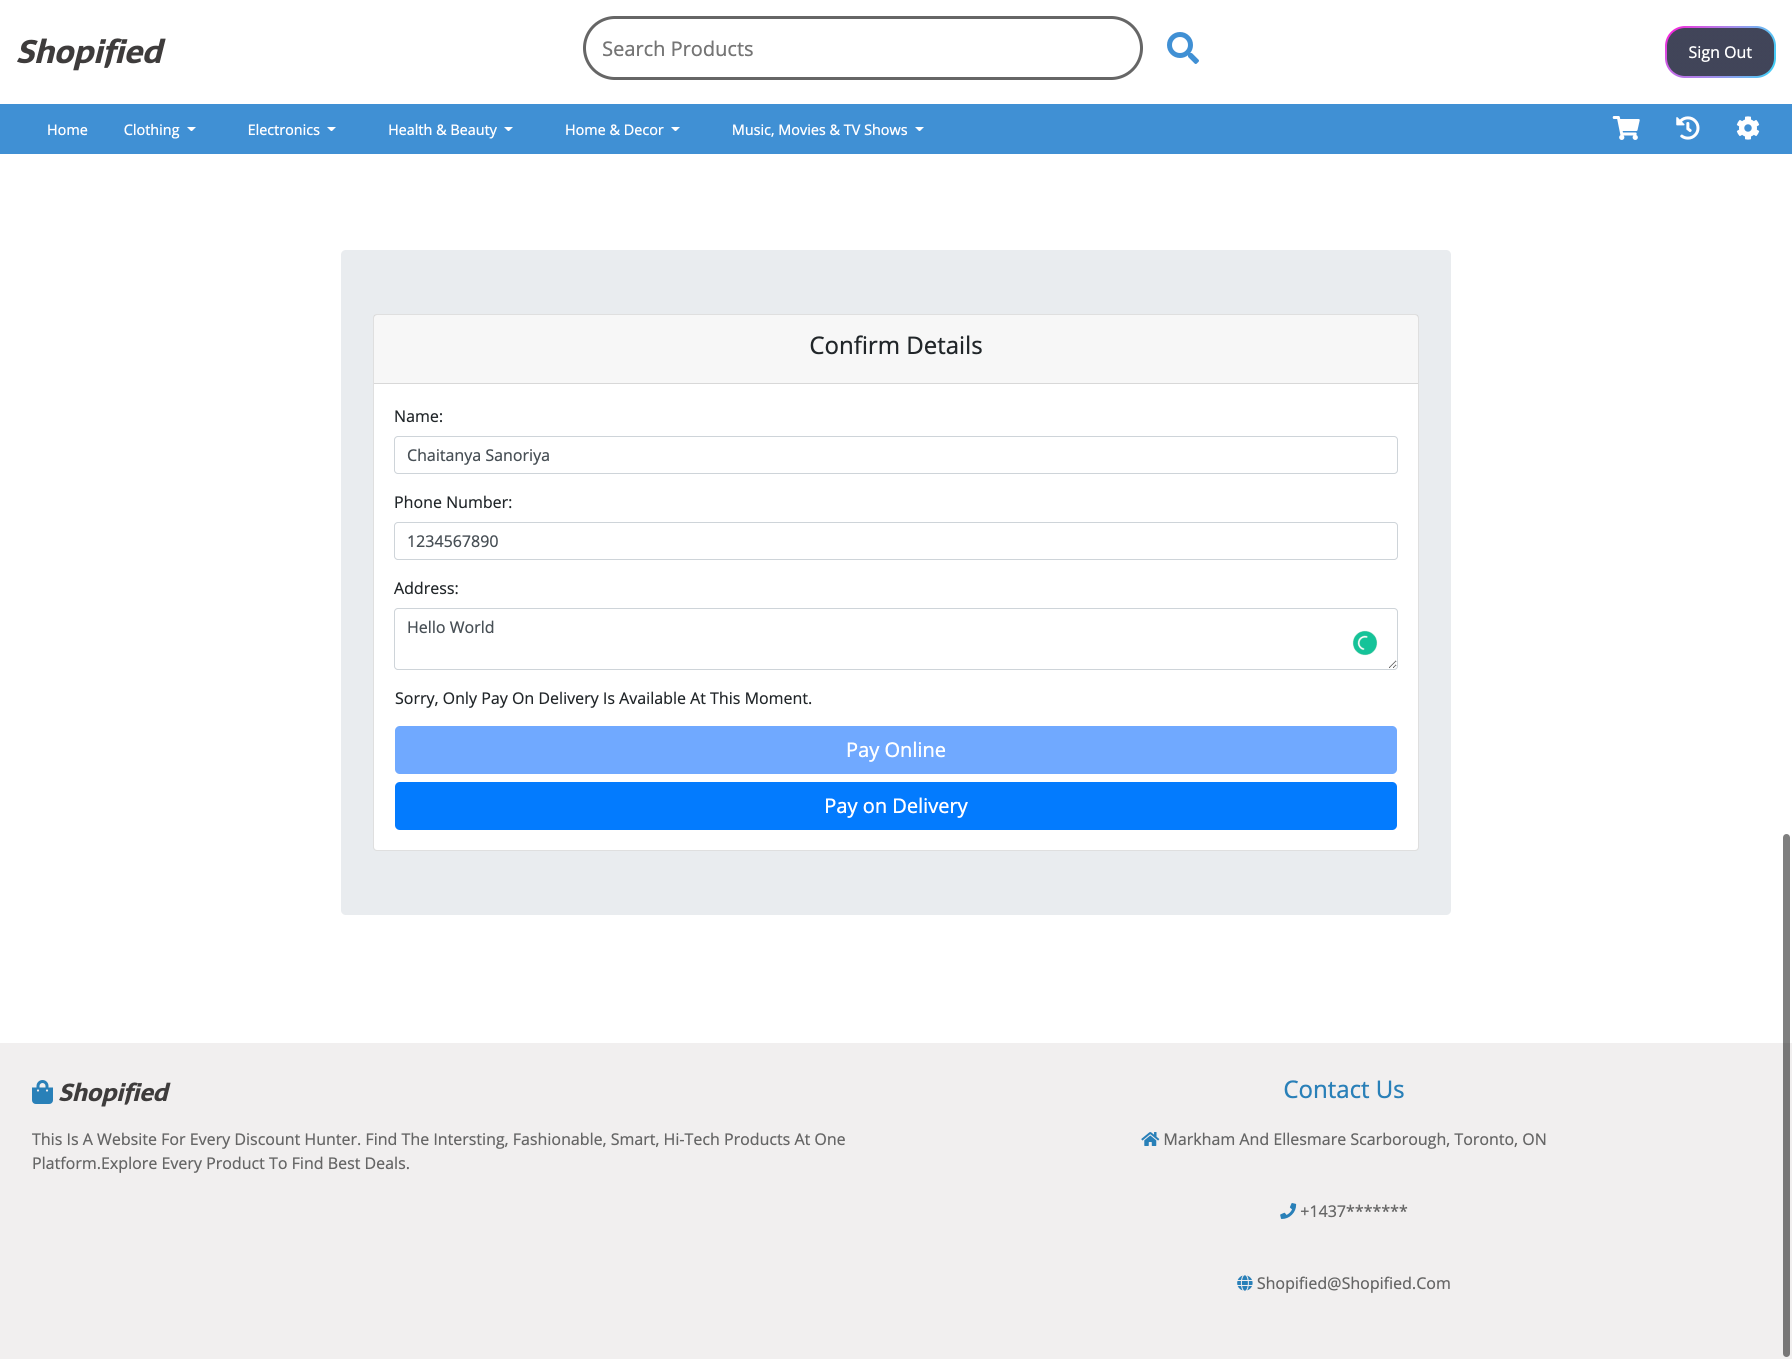 Shopified
Search Products
Sign Out
Home
Clothing
Electronics
Health & Beauty
Home & Decor
Music, Movies & TV Shows
Confirm Details
Name:
Chaitanya Sanoriya
Phone Number:
1234567890
Address:
Hello World
Sorry, Only Pay On Delivery Is Available At This Moment.
Pay Online
Pay on Delivery
Shopified
This Is A Website For Every Discount Hunter. Find The Intersting, Fashionable, Smart, Hi-Tech Products At One
Platform.Explore Every Product To Find Best Deals.
Contact Us
Markham And Ellesmare Scarborough, Toronto, ON
+1437*******
Shopified@Shopified.Com